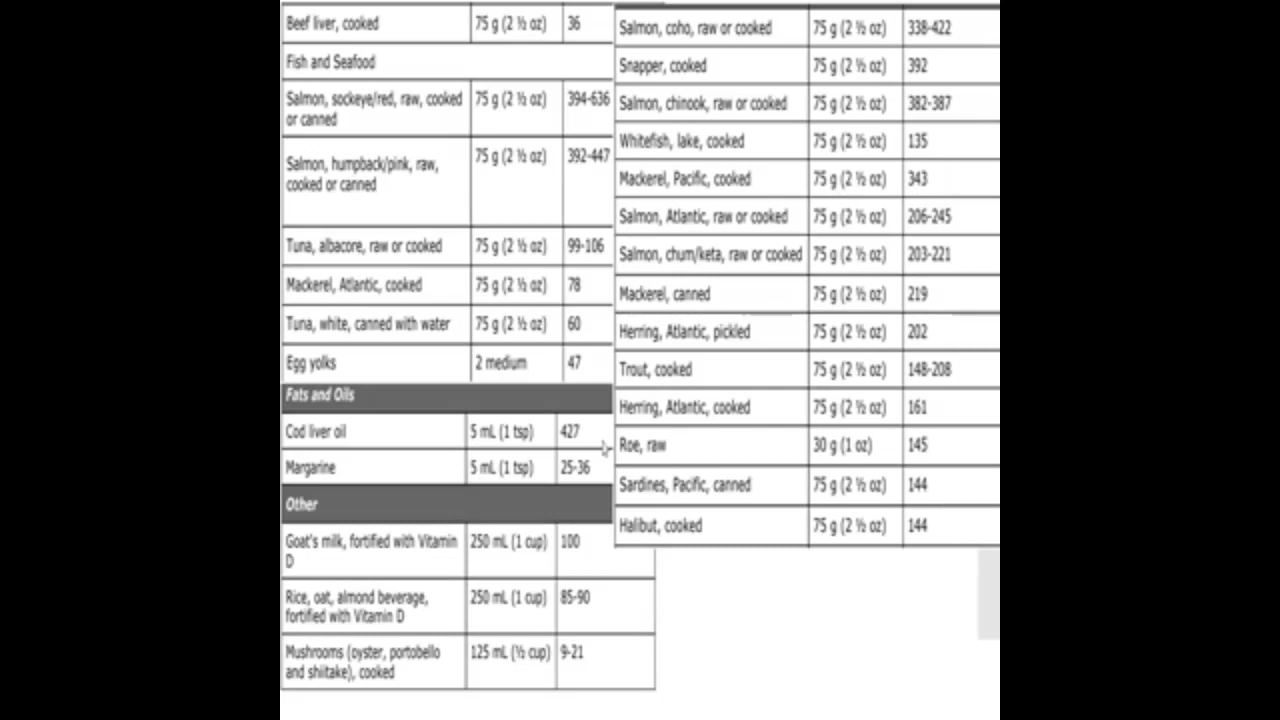 Beef liver, cooked 75 g (2 ½ oz) 36
Fish and Seafood
Salmon, sockeye/red, raw, cooked 75 g (2 ½ oz) 394-636
or canned
Salmon, humpback/pink, raw, 75 g (2 ½ oz) 392-447
cooked or canned
Tuna, albacore, raw or cooked 75 g (2 ½ oz) 99-106
Mackerel, Atlantic, cooked 75 g (2 ½ oz) 78
Tuna, white, canned with water 75 g (2 ½ oz) 60
Egg yolks 2 medium 47
Fats and Oils
Cod liver oil 5 mL (1 tsp) 427
Margarine 5 mL (1 tsp) 25-36
Other
Goat's milk, fortified with Vitamin 250 mL (1 cup) 100
D
Rice, oat, almond beverage, 250 mL (1 cup) 85-90
fortified with Vitamin D
Mushrooms (oyster, portobello 125 mL (½ cup) 9-21
and shiitake), cooked
Salmon, coho, raw or cooked 75 g (2 ½ oz) 338-422
Snapper, cooked 75 g (2 ½ oz) 392
Salmon, chinook, raw or cooked 75 g (2 ½ oz) 382-387
Whitefish, lake, cooked 75 g (2 ½ oz) 135
Mackerel, Pacific, cooked 75 g (2 ½ oz) 343
Salmon, Atlantic, raw or cooked 75 g (2 ½ oz) 206-245
Salmon, chum/keta, raw or cooked 75 g (2 ½ oz) 203-221
Mackerel, canned 75 g (2 ½ oz) 219
Herring, Atlantic, pickled 75 g (2 ½ oz) 202
Trout, cooked 75 g (2 ½ oz) 148-208
Herring, Atlantic, cooked 75 g (2 ½ oz) 161
Roe, raw 30 g (1 oz) 145
Sardines, Pacific, canned 75 g (2 ½ oz) 144
Halibut, cooked 75 g (2 ½ oz) 144